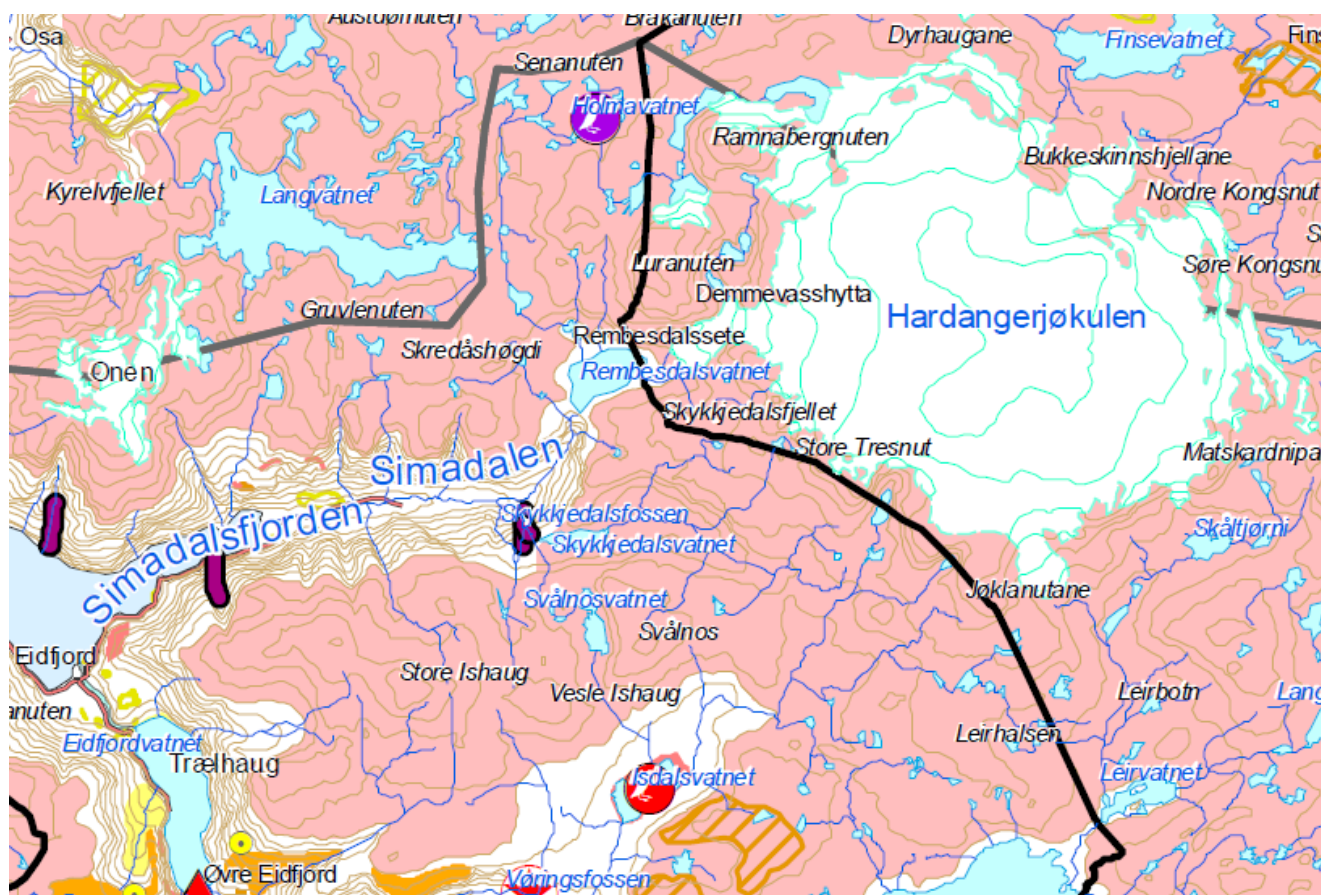 Austdømuten
Brakanuten
Osa
Dyrhaugane
Finsevatnet
Fins
Senanuten
Holmavatnet
Ramnabergnuten
Bukkeskinnshjellane
Kyrelvfjellet
Langvatnet
Nordre Kongsnut
S
Luranuten
Søre Kongsnu
Demmevasshytta
Gruvlenuten
Hardangerjøkulen
Rembesdalssete
Skredåshøgdi
Onen
Rembesdalsvatnet
Skykkjedalsfjellet
Store Tresnut
Matskardnipa
Simadalen
Skykkjedalsfossen
Simadalsfjorden
Skykkjedalsvatnet
Skåltjørni
Jøklanutane
Svålnosvatnet
Svålnos
Eidfjord
Store Ishaug
Vesle Ishaug
Leirbotn
Lang
anuten
Leirhalsen
Eidfjordvatnet
Trælhaug
Isdalsvatnet
Leirvatnet
Øvre Eidfjord
Vøringsfossen